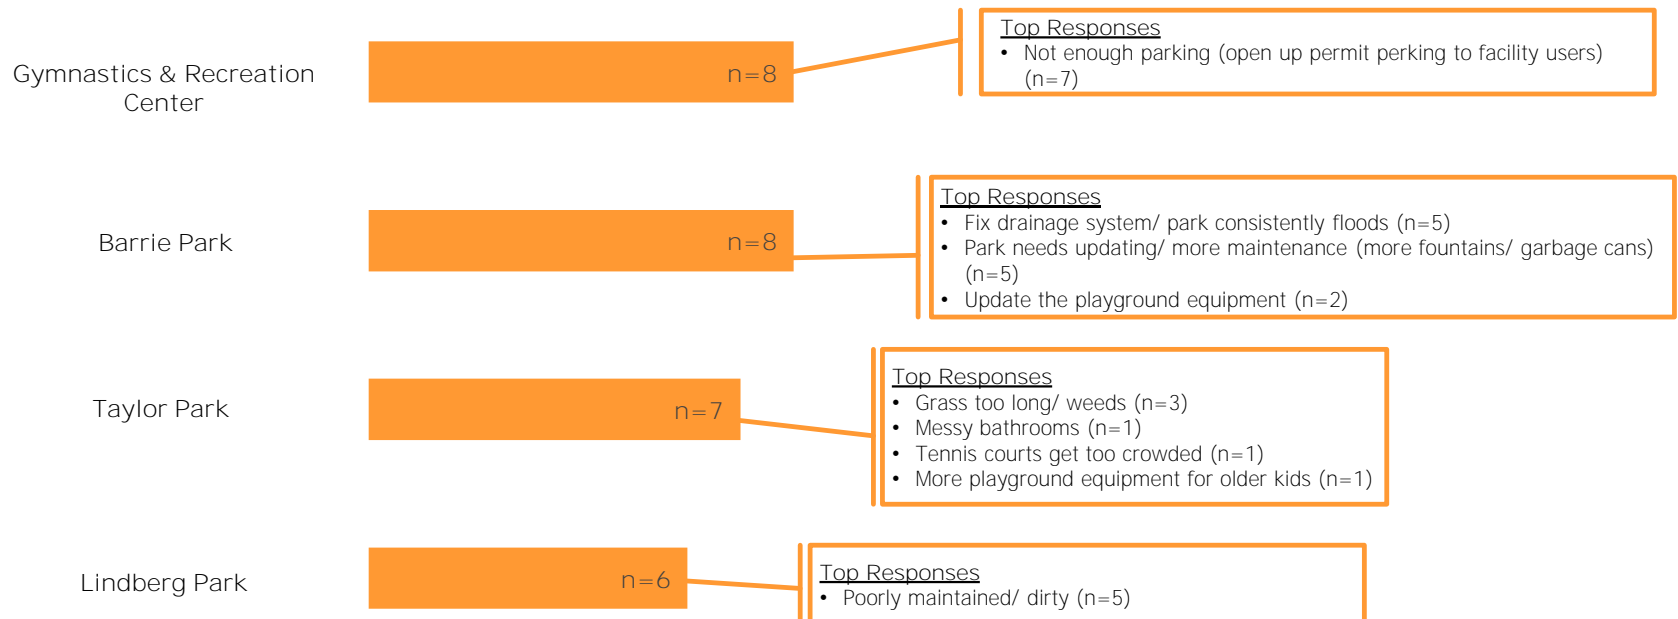 Gymnastics & Recreation
Center
n=8
Top Responses
• Not enough parking (open up permit perking to facility users)
(n=7)
Barrie Park
n=8
Top Responses
• Fix drainage system/ park consistently floods (n=5)
• Park needs updating/ more maintenance (more fountains/ garbage cans)
(n=5)
• Update the playground equipment (n=2)
Taylor Park
n=7
Top Responses
• Grass too long/ weeds (n=3)
• Messy bathrooms (n=1)
• Tennis courts get too crowded (n=1)
• More playground equipment for older kids (n=1)
Lindberg Park
n=6
Top Responses
• Poorly maintained/ dirty (n=5)